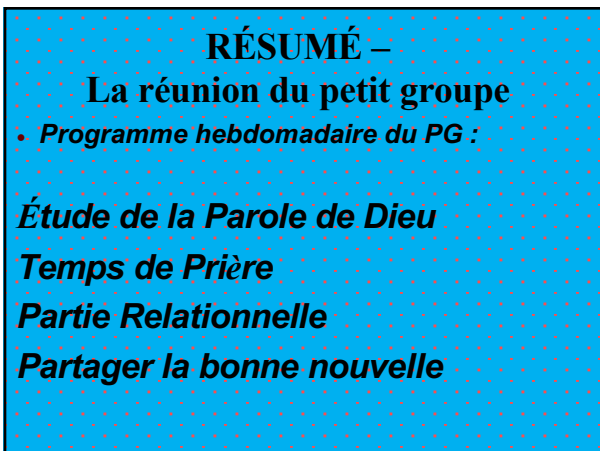 RÉSUMÉ –
La réunion du petit groupe
• Programme hebdomadaire du PG :
Étude de la Parole de Dieu
Temps de Prière
Partie Relationnelle
Partager la bonne nouvelle